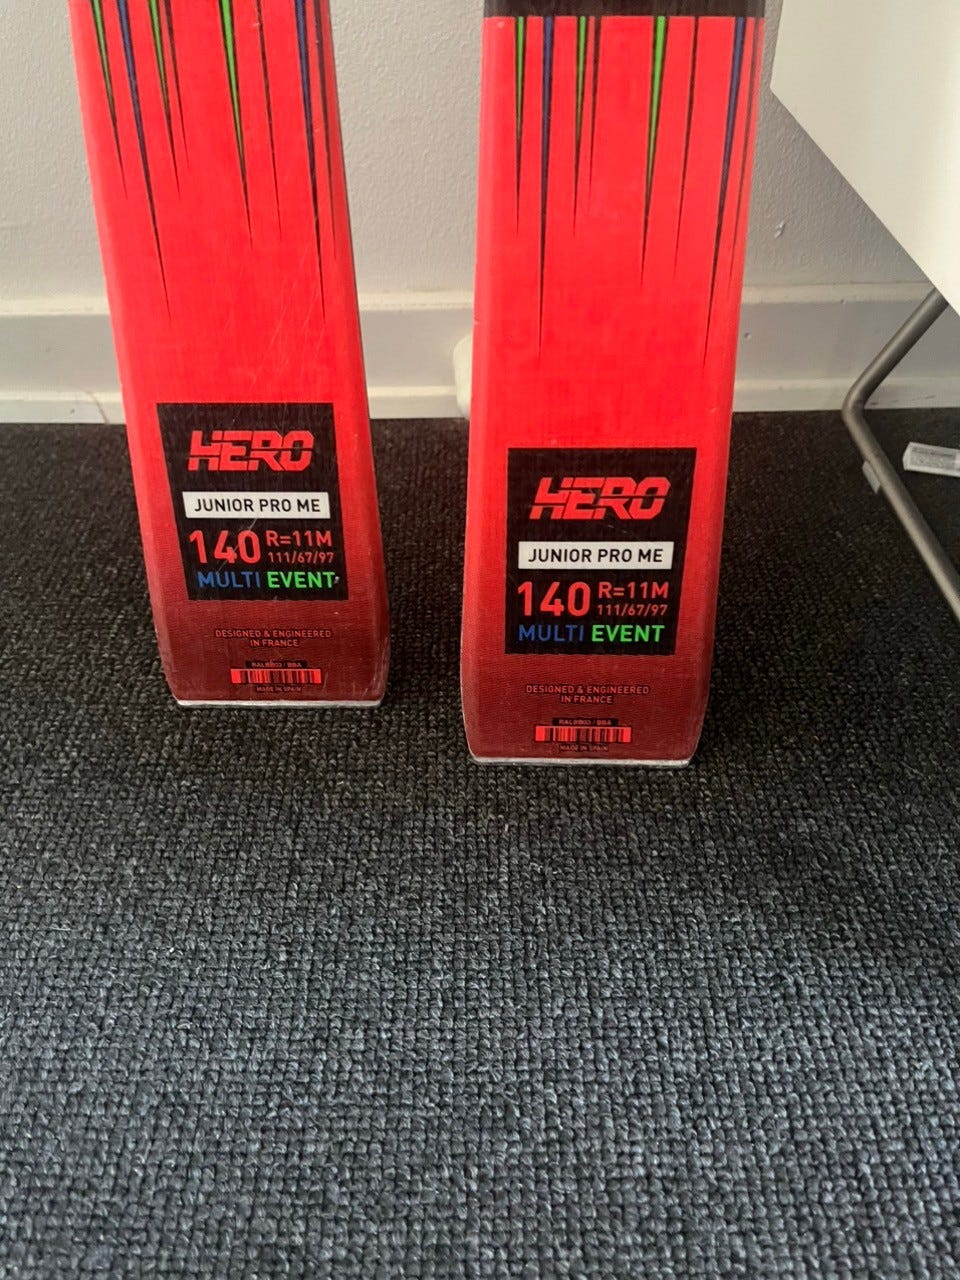 HERO
JUNIOR PRO ME
140 R=11M
111/67/97
MULTI EVENT
DESIGNED & ENGINEERED
IN FRANCE
MADE IN SPAIN
HERO
JUNIOR PRO ME
140 R=11M
111/67/97
MULTI EVENT
DESIGNED & ENGINEERED
IN FRANCE
MADE IN SPAIN